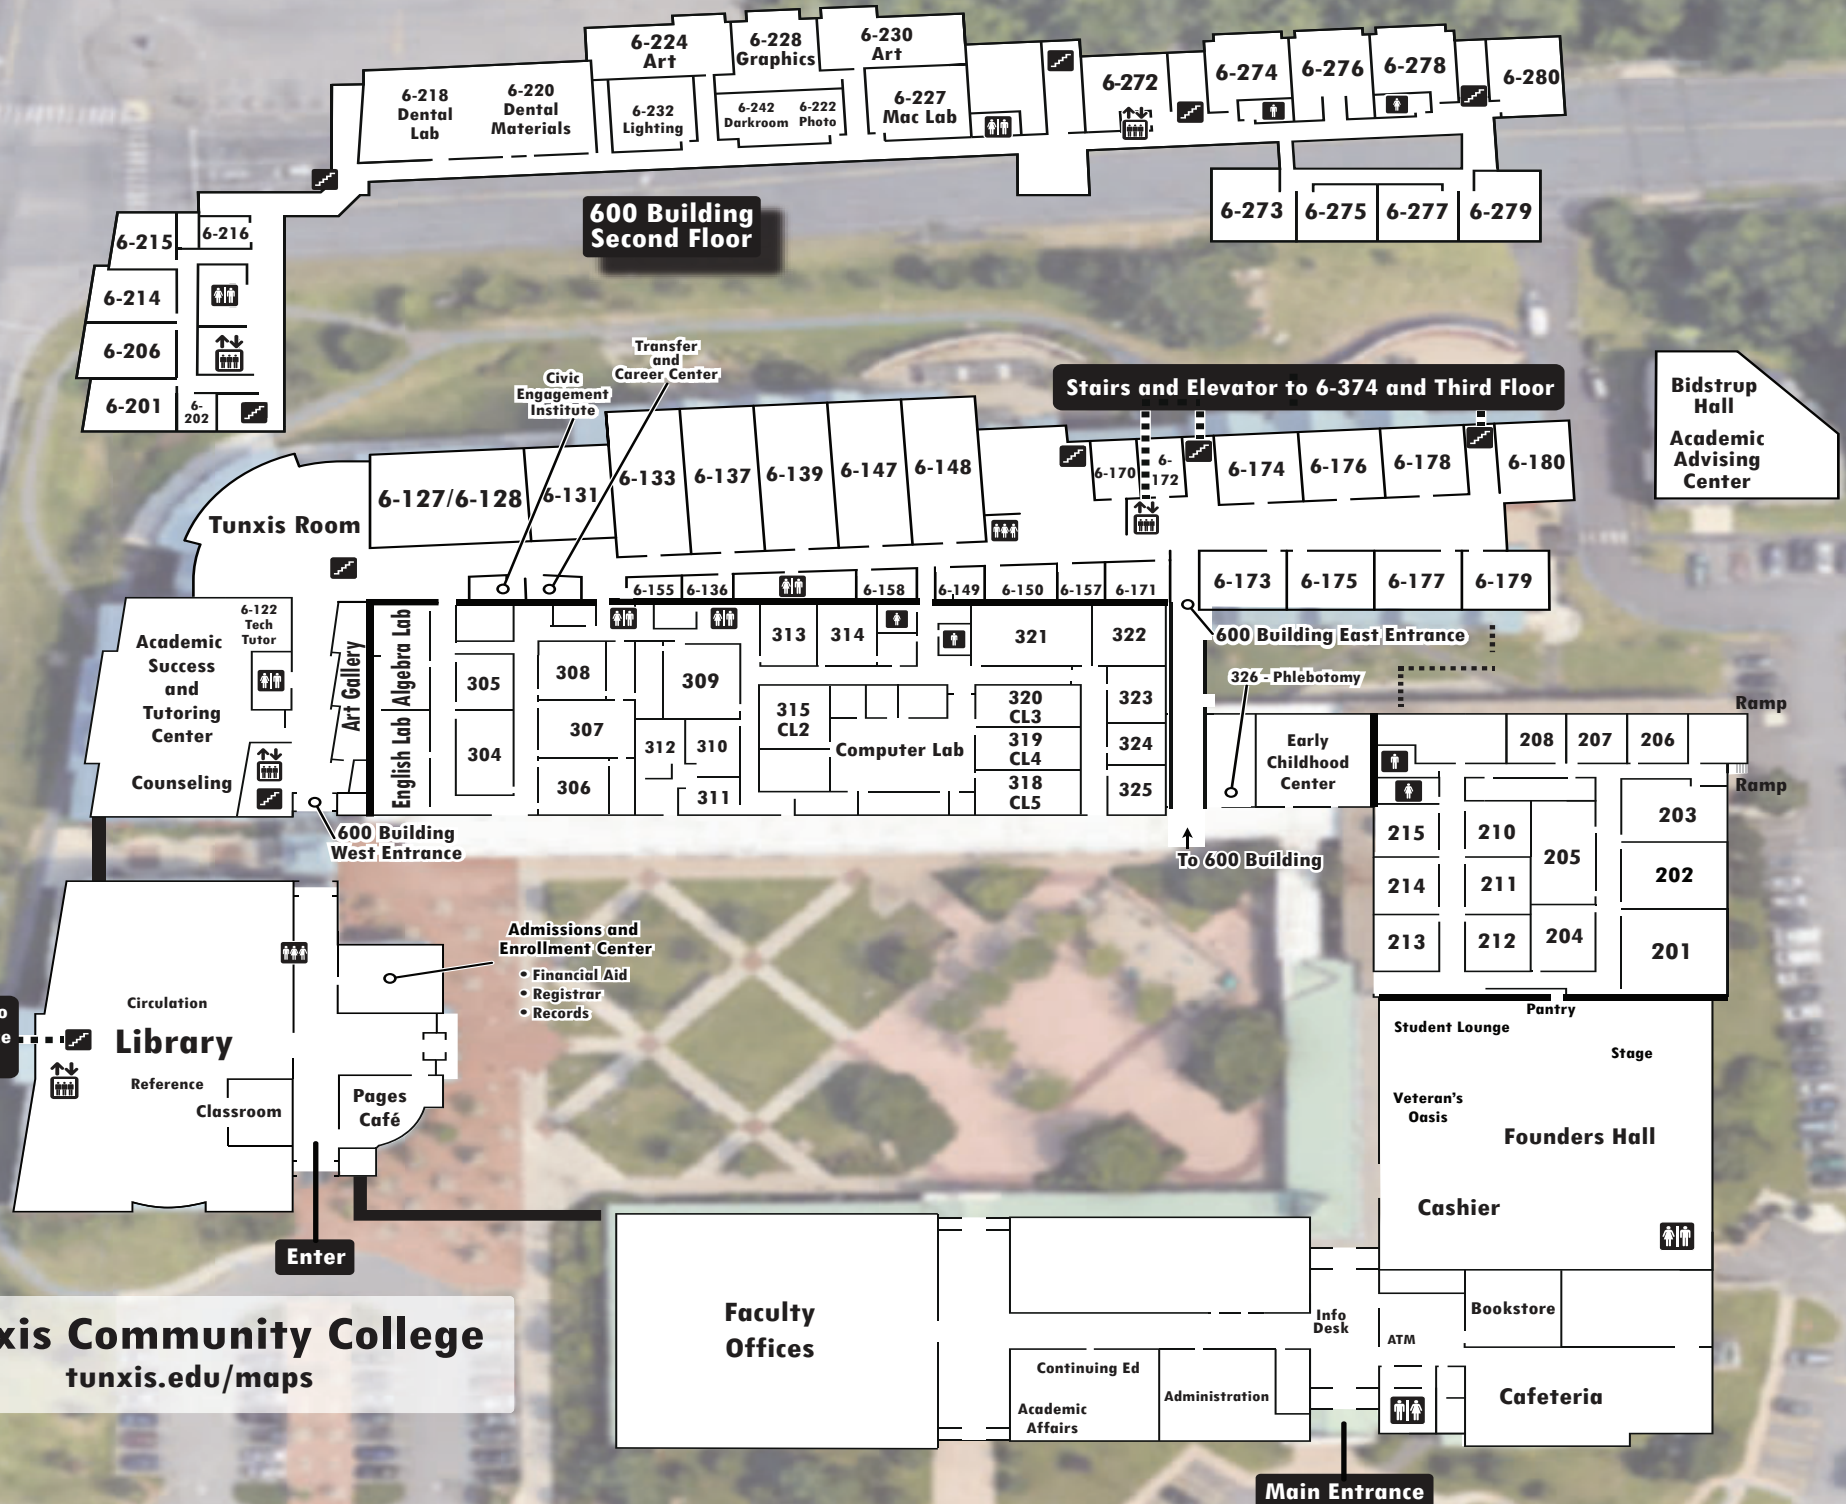 6-224
Art
6-228
Graphics
6-230
Art
6-218
Dental
Lab
6-220
Dental
Materials
6-232
Lighting
6-242
Darkroom
6-222
Photo
6-227
Mac Lab
6-272
6-274
6-276
6-278
6-280
6-273
6-275
6-277
6-279
600 Building
Second Floor
6-215
6-216
6-214
6-206
6-201
6-
202
Transfer
and
Career Center
Civic
Engagement
Institute
Stairs and Elevator to 6-374 and Third Floor
Bidstrup
Hall
Academic
Advising
Center
Tunxis Room
6-127/6-128
6-131
6-133
6-137
6-139
6-147
6-148
6-170
6-
172
6-174
6-176
6-178
6-180
6-155
6-136
6-158
6-149
6-150
6-157
6-171
6-173
6-175
6-177
6-179
600 Building East Entrance
6-122
Tech
Tutor
Academic
Success
and
Tutoring
Center
Counseling
Art Gallery
Algebra Lab
English Lab
305
304
308
307
306
309
312
310
311
313
314
315
CL2
Computer Lab
321
322
320
CL3
319
CL4
318
CL5
323
324
325
326 - Phlebotomy
Early
Childhood
Center
600 Building
West Entrance
To 600 Building
Ramp
Ramp
208
207
206
203
202
201
215
214
213
210
211
212
205
204
Admissions and
Enrollment Center
• Financial Aid
• Registrar
• Records
Circulation
Library
Reference
Classroom
Pages
Café
o
e
Enter
Pantry
Student Lounge
Stage
Veteran's
Oasis
Founders Hall
Cashier
Faculty
Offices
Continuing Ed
Academic
Affairs
Administration
Info
Desk
ATM
Bookstore
Cafeteria
Main Entrance
xis Community College
tunxis.edu/maps